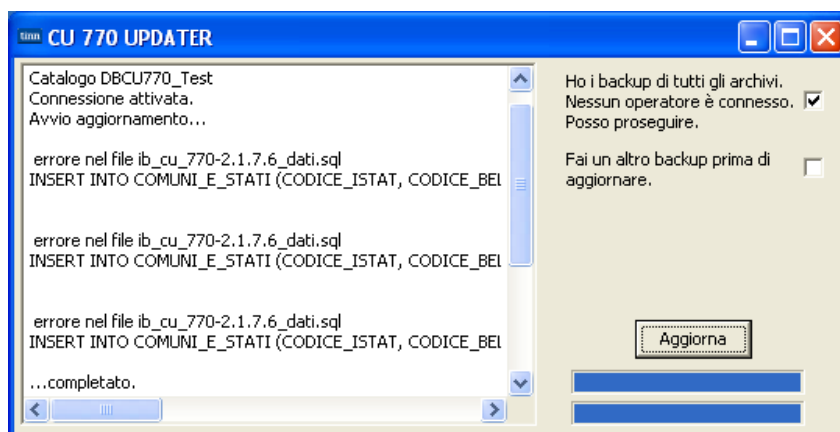 tinn CU 770 UPDATER
Catalogo DBCU770_Test
Connessione attivata.
Avvio aggiornamento...
errore nel file ib_cu_770-2.1.7.6_dati.sql
INSERT INTO COMUNI_E_STATI (CODICE_ISTAT, CODICE_BEL
errore nel file ib_cu_770-2.1.7.6_dati.sql
INSERT INTO COMUNI_E_STATI (CODICE_ISTAT, CODICE_BEL
errore nel file ib_cu_770-2.1.7.6_dati.sql
INSERT INTO COMUNI_E_STATI (CODICE_ISTAT, CODICE_BEL
...completato.
Ho i backup di tutti gli archivi.
Nessun operatore è connesso.
Posso proseguire.
Fai un altro backup prima di
aggiornare.
Aggiorna